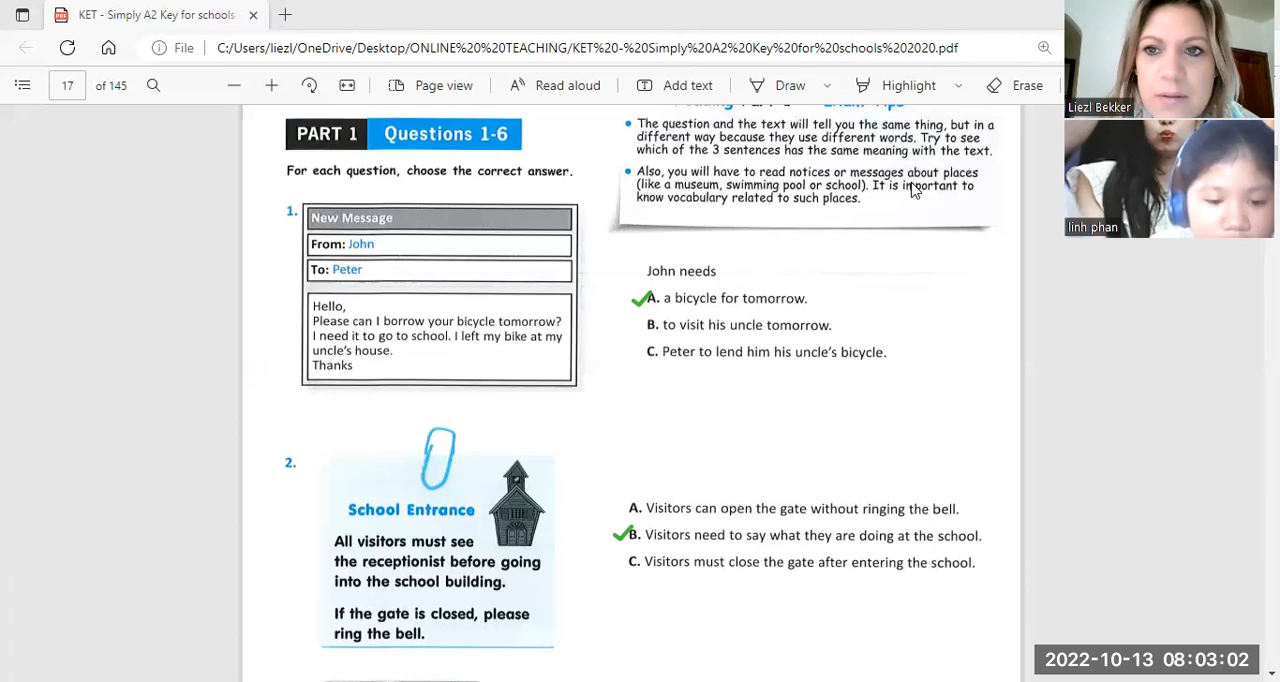 KET - Simply A2 Key for schools
File C:/Users/liezl/OneDrive/Desktop/ONLINE%20%20TEACHING/KET%20-%20Simply%20A2%20Key%20for%20schools%202020.pdf
17 of 145
Page view
Read aloud
Add text
Draw
Highlight
Erase
Liezl Bekker
linh phan
PART 1 Questions 1-6
For each question, choose the correct answer.
• The question and the text will tell you the same thing, but in a
different way because they use different words. Try to see
which of the 3 sentences has the same meaning with the text.
• Also, you will have to read notices or messages about places
(like a museum, swimming pool or school). It is important to
know vocabulary related to such places.
1.
New Message
From: John
To: Peter
Hello,
Please can I borrow your bicycle tomorrow?
I need it to go to school. I left my bike at my
uncle's house.
Thanks
John needs
A. a bicycle for tomorrow.
B. to visit his uncle tomorrow.
C. Peter to lend him his uncle's bicycle.
2.
School Entrance
All visitors must see
the receptionist before going
into the school building.
If the gate is closed, please
ring the bell.
A. Visitors can open the gate without ringing the bell.
B. Visitors need to say what they are doing at the school.
C. Visitors must close the gate after entering the school.
2022-10-13 08:03:02